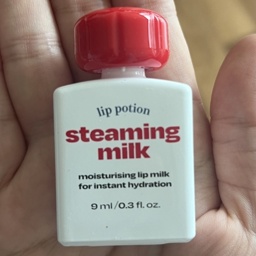 lip potion
steaming
milk
moisturising lip milk
for instant hydration
9 ml/0.3 fl. oz.